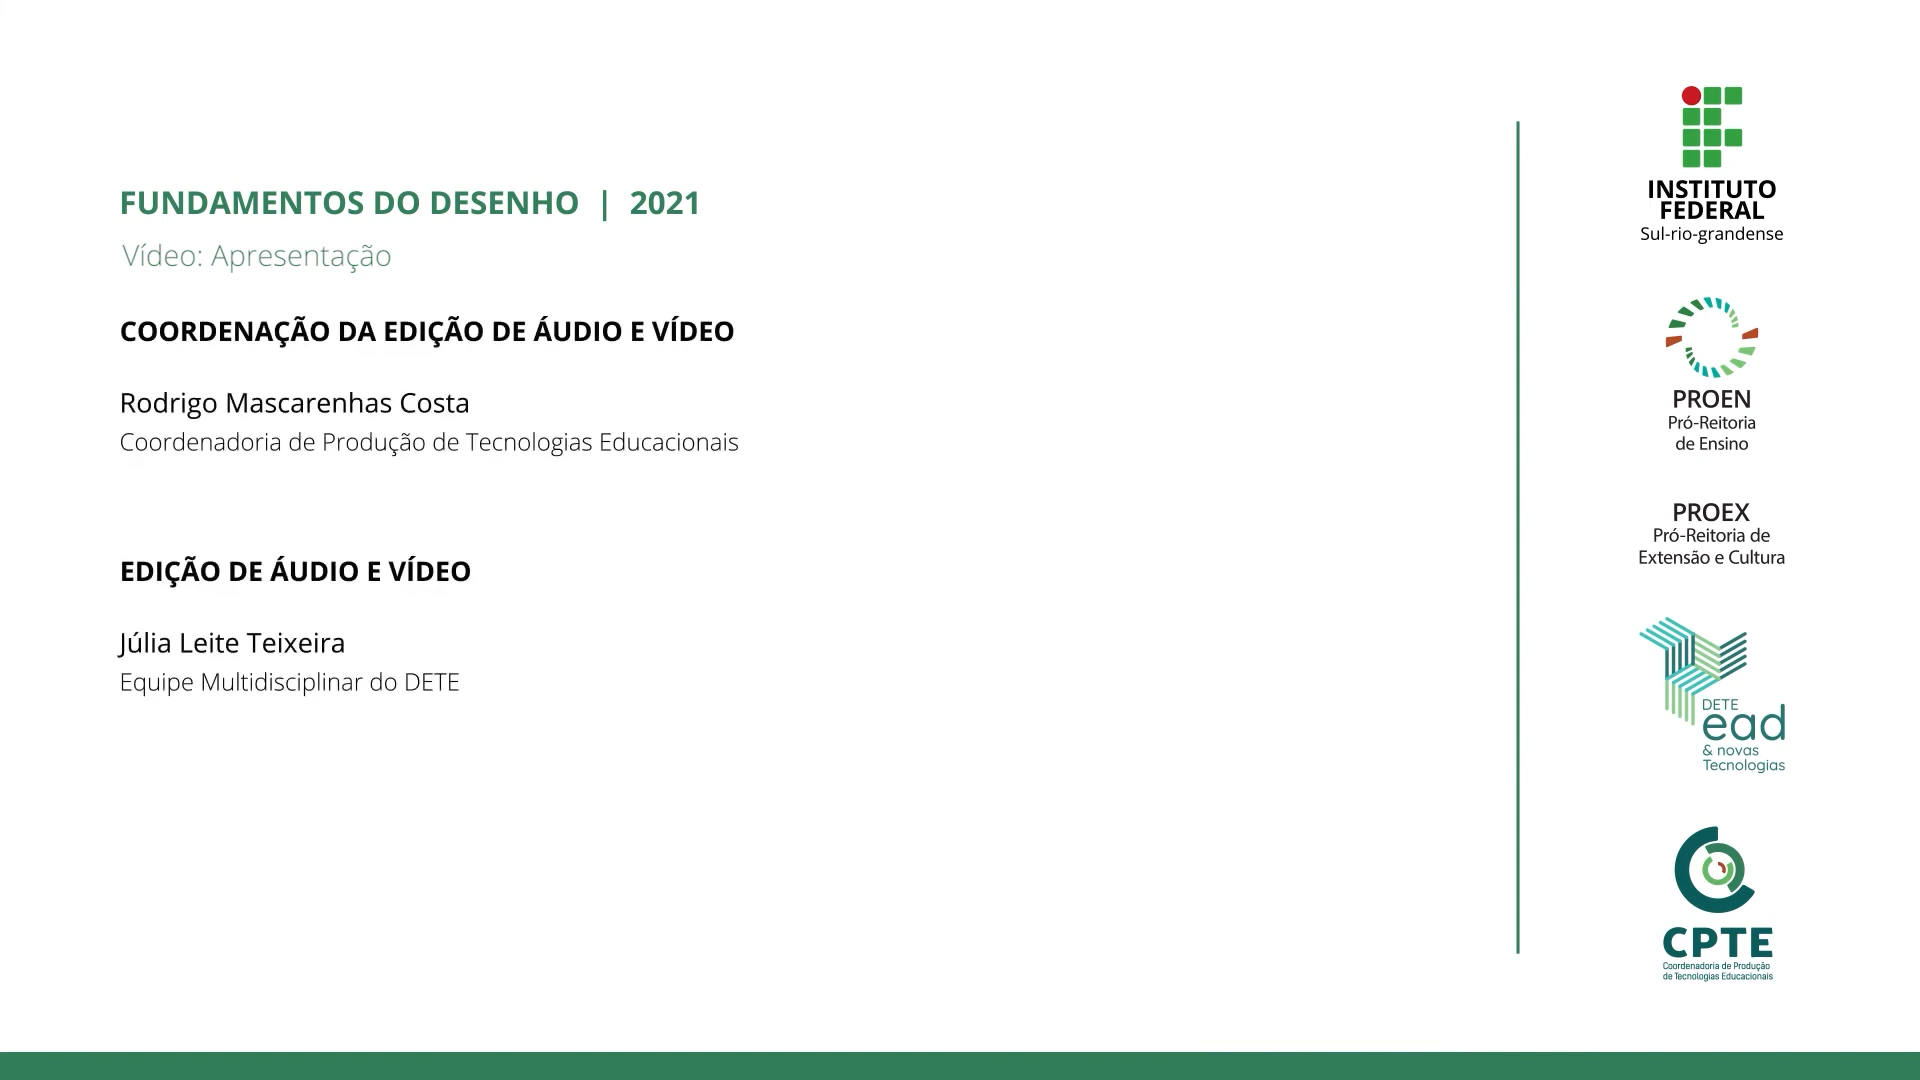 FUNDAMENTOS DO DESENHO | 2021
Vídeo: Apresentação
COORDENAÇÃO DA EDIÇÃO DE ÁUDIO E VÍDEO
Rodrigo Mascarenhas Costa
Coordenadoria de Produção de Tecnologias Educacionais
EDIÇÃO DE ÁUDIO E VÍDEO
Júlia Leite Teixeira
Equipe Multidisciplinar do DETE
INSTITUTO
FEDERAL
Sul-rio-grandense
PROEN
Pró-Reitoria
de Ensino
PROEX
Pró-Reitoria de
Extensão e Cultura
DETE
ead
& novas
Tecnologias
CPTE
Coordenadoria de Produção
de Tecnologias Educacionais